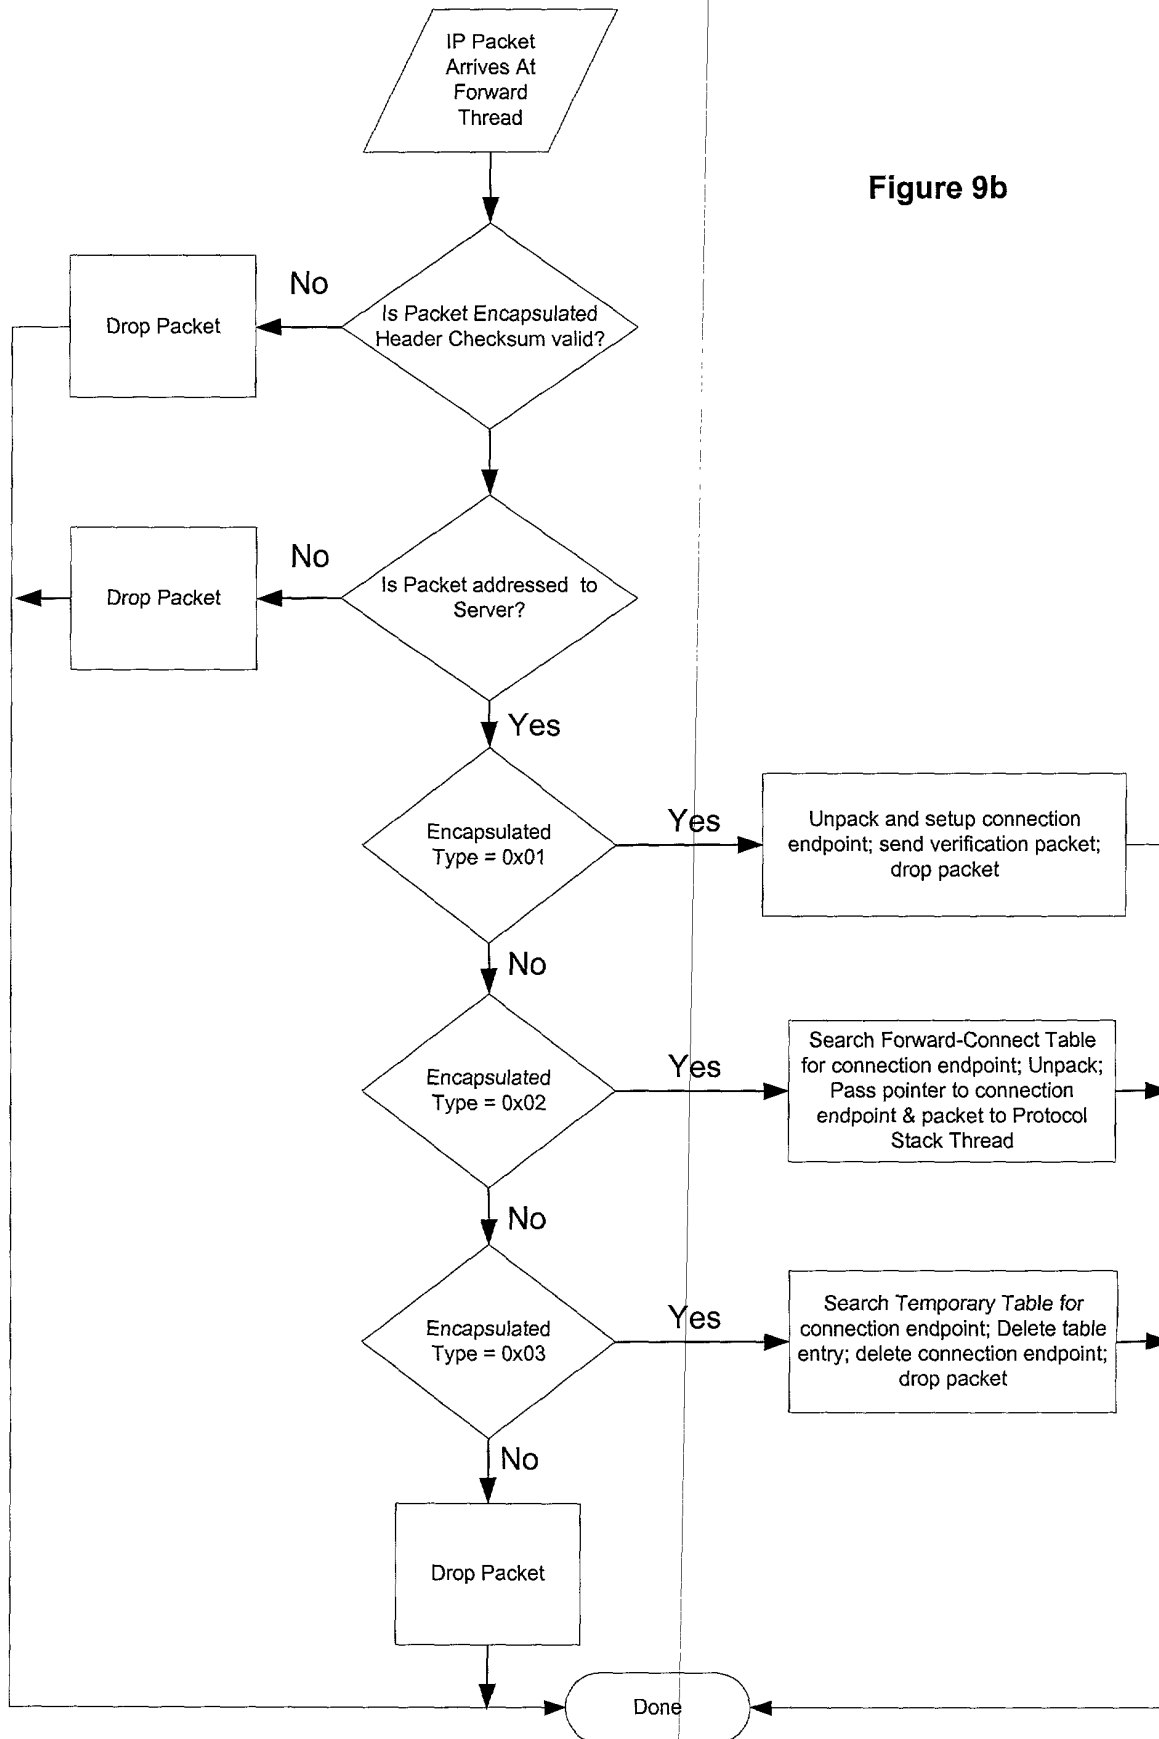 IP Packet
Arrives At
Forward
Thread
Figure 9b
No
Drop Packet
Is Packet Encapsulated
Header Checksum valid?
No
Drop Packet
Is Packet addressed to
Server?
Yes
Encapsulated
Type = 0x01
Yes
Unpack and setup connection
endpoint; send verification packet;
drop packet
No
Encapsulated
Type = 0x02
Yes
Search Forward-Connect Table
for connection endpoint; Unpack;
Pass pointer to connection
endpoint & packet to Protocol
Stack Thread
No
Encapsulated
Type = 0x03
Yes
Search Temporary Table for
connection endpoint; Delete table
entry; delete connection endpoint;
drop packet
No
Drop Packet
Done